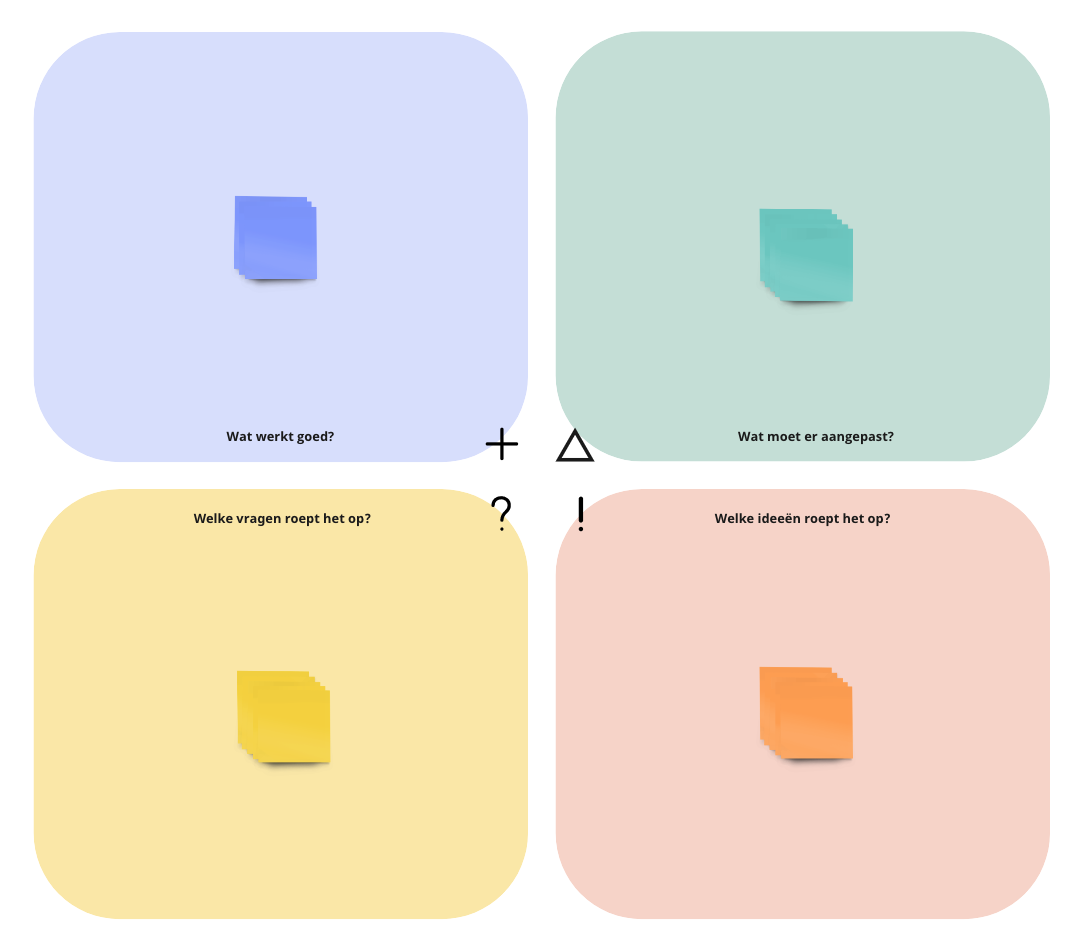 Wat werkt goed?
Wat moet er aangepast?
+
?
!
Welke vragen roept het op?
Welke ideeën roept het op?